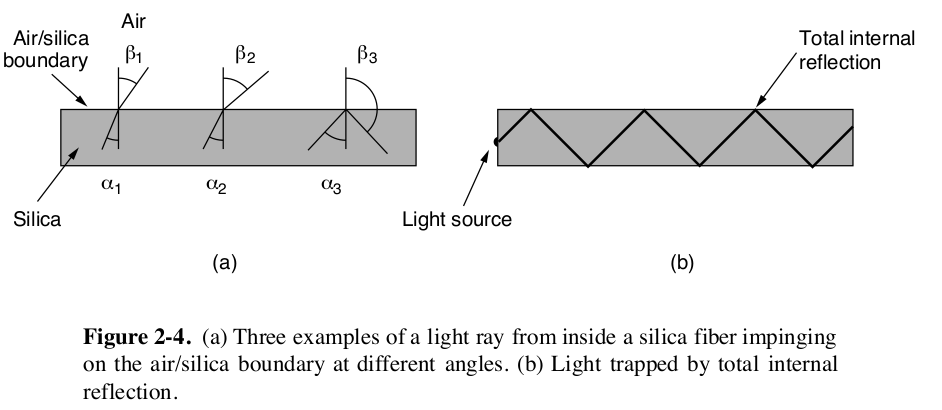 Air
Air/silica
boundary
β1
β2
β3
α1
α2
α3
Silica
(a)
Total internal
reflection
Light source
(b)
Figure 2-4. (a) Three examples of a light ray from inside a silica fiber impinging
on the air/silica boundary at different angles. (b) Light trapped by total internal
reflection.